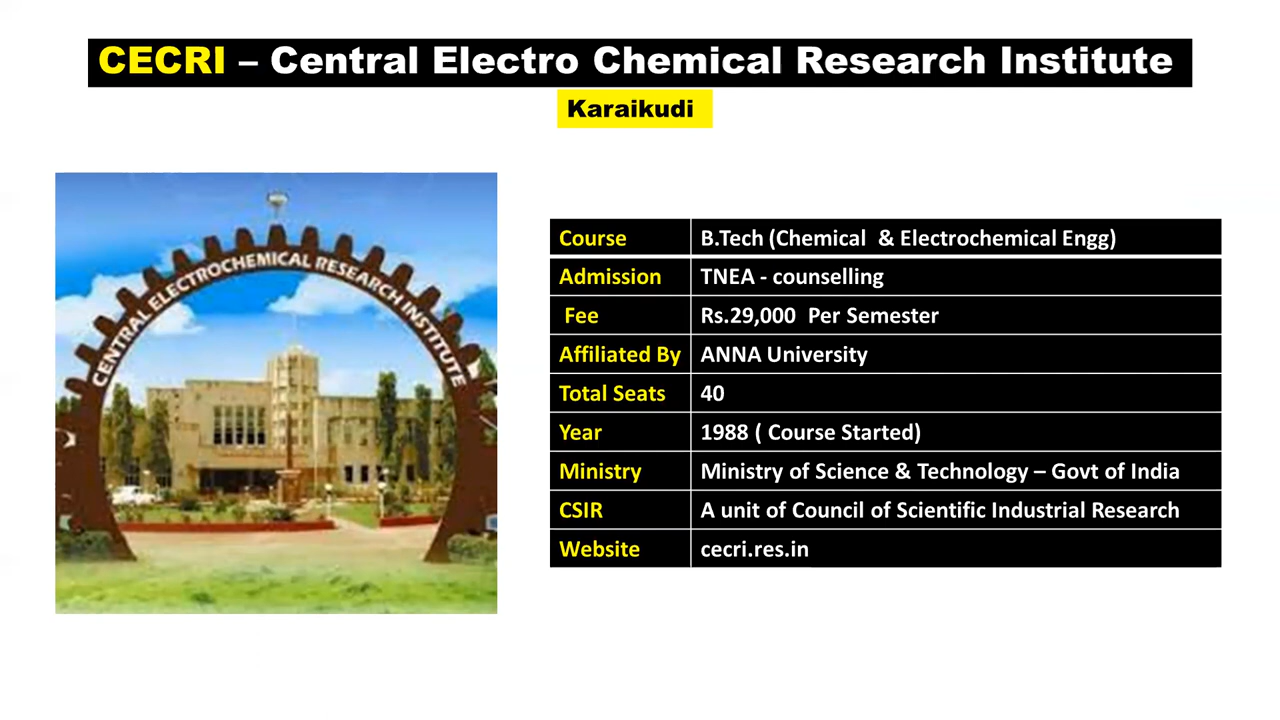 CECRI – Central Electro Chemical Research Institute
Karaikudi
CENTRAL ELECTROCHEMICAL RESEARCH INSTITUTE
Course B.Tech (Chemical & Electrochemical Engg)
Admission TNEA - counselling
Fee Rs.29,000 Per Semester
Affiliated By ANNA University
Total Seats 40
Year 1988 ( Course Started)
Ministry Ministry of Science & Technology – Govt of India
CSIR A unit of Council of Scientific Industrial Research
Website cecri.res.in